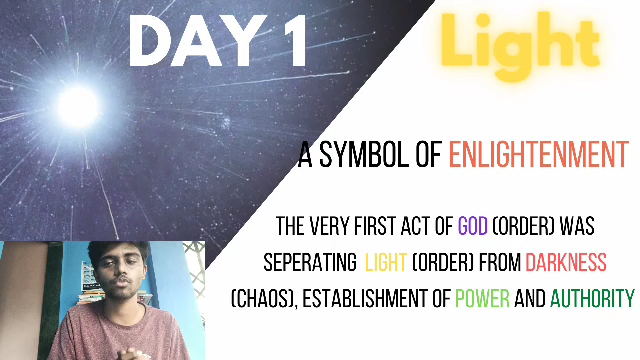 DAY 1
Light
A SYMBOL OF ENLIGHTENMENT
THE VERY FIRST ACT OF GOD (ORDER) WAS
SEPERATING LIGHT (ORDER) FROM DARKNESS
(CHAOS), ESTABLISHMENT OF POWER AND AUTHORITY